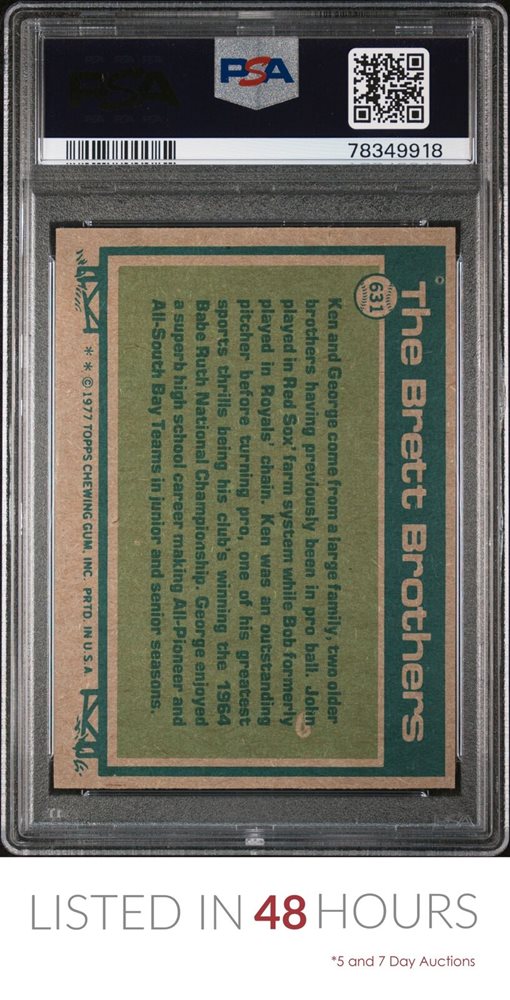 PSA
78349918
The Brett Brothers
631
Ken and George come from a large family, two older
brothers having previously been in pro ball. John
played in Red Sox' farm system while Bob formerly
played in Royals' chain. Ken was an outstanding
pitcher before turning pro, one of his greatest
sports thrills being his club's winning the 1964
Babe Ruth National Championship. George enjoyed
a superb high school career making All-Pioneer and
All-South Bay Teams in junior and senior seasons.
* * © 1977 TOPPS CHEWING GUM, INC. PRTD. IN U.S.A
LISTED IN 48 HOURS
*5 and 7 Day Auctions